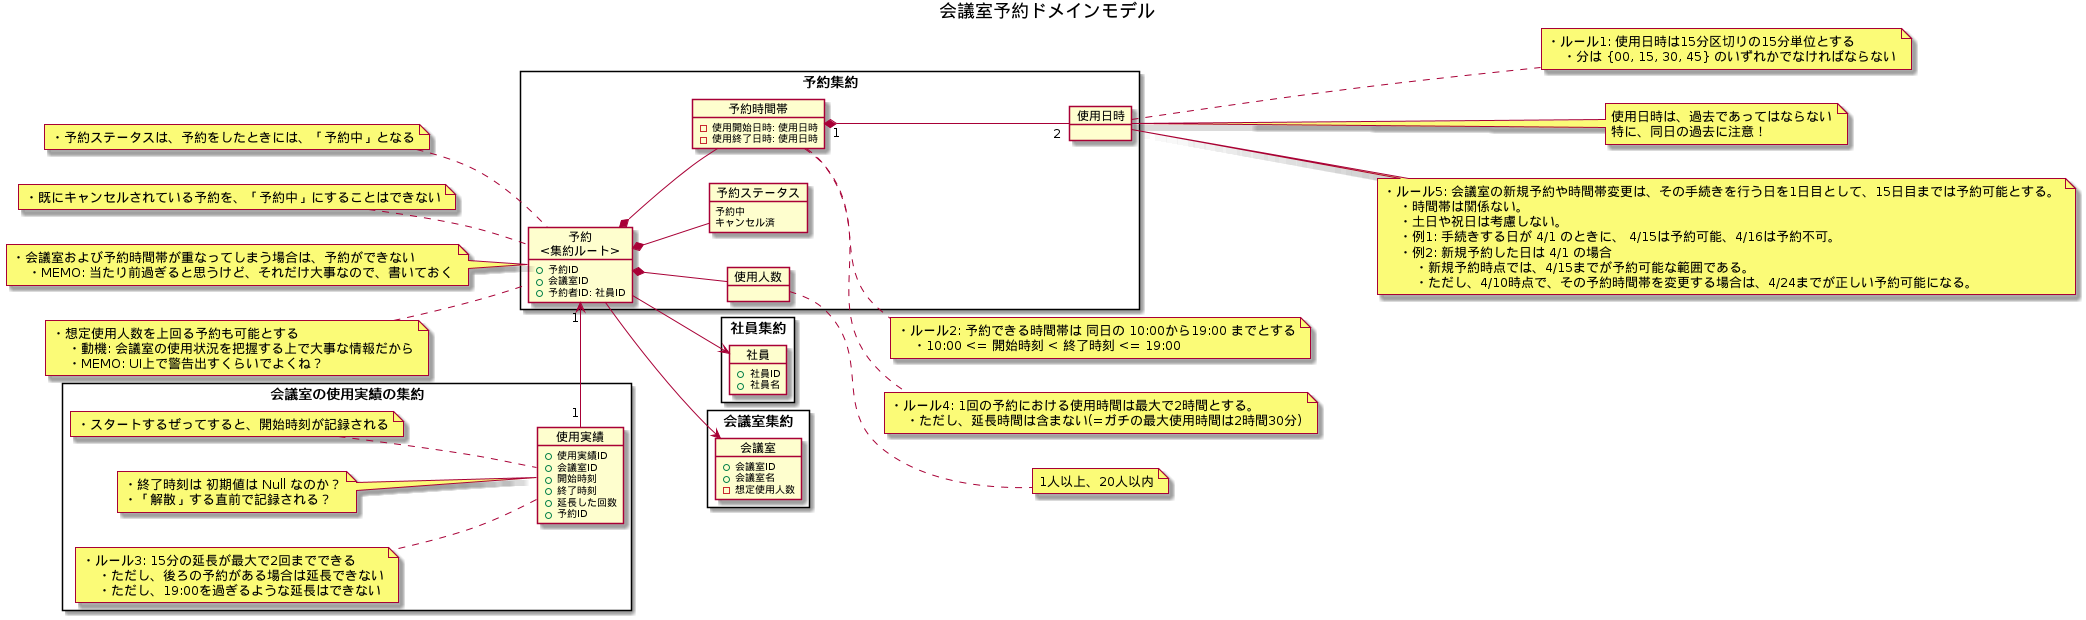 会議室予約ドメインモデル
・ルール1: 使用日時は15分区切りの15分単位とする
・分は {00, 15, 30, 45} のいずれかでなければならない
使用日時は、過去であってはならない
特に、同日の過去に注意！
・ルール5: 会議室の新規予約や時間帯変更は、その手続きを行う日を1日目として、15日目までは予約可能とする。
・時間帯は関係ない。
・土日や祝日は考慮しない。
・例1: 手続きする日が 4/1 のときに、 4/15は予約可能、4/16は予約不可。
・例2: 新規予約した日は 4/1 の場合
・新規予約時点では、4/15までが予約可能な範囲である。
・ただし、4/10時点で、その予約時間帯を変更する場合は、4/24までが正しい予約可能になる。
予約集約
予約時間帯
使用開始日時: 使用日時
使用終了日時: 使用日時
1
2
使用日時
予約ステータス
予約中
キャンセル済
使用人数
予約
<集約ルート>
予約ID
会議室ID
予約者ID: 社員ID
・予約ステータスは、予約をしたときには、「予約中」となる
・既にキャンセルされている予約を、「予約中」にすることはできない
・会議室および予約時間帯が重なってしまう場合は、予約ができない
・MEMO: 当たり前過ぎると思うけど、それだけ大事なので、書いておく
・想定使用人数を上回る予約も可能とする
・動機: 会議室の使用状況を把握する上で大事な情報だから
・MEMO: UI上で警告出すくらいでよくね？
1
1
社員集約
社員
社員ID
社員名
会議室集約
会議室
会議室ID
会議室名
想定使用人数
・ルール2: 予約できる時間帯は 同日の 10:00から19:00 までとする
・10:00 <= 開始時刻 < 終了時刻 <= 19:00
・ルール4: 1回の予約における使用時間は最大で2時間とする。
・ただし、延長時間は含まない(=ガチの最大使用時間は2時間30分)
1人以上、20人以内
会議室の使用実績の集約
・スタートするぜってすると、開始時刻が記録される
・終了時刻は 初期値は Null なのか？
・「解散」する直前で記録される？
・ルール3: 15分の延長が最大で2回までできる
・ただし、後ろの予約がある場合は延長できない
・ただし、19:00を過ぎるような延長はできない
使用実績
使用実績ID
会議室ID
開始時刻
終了時刻
延長した回数
予約ID